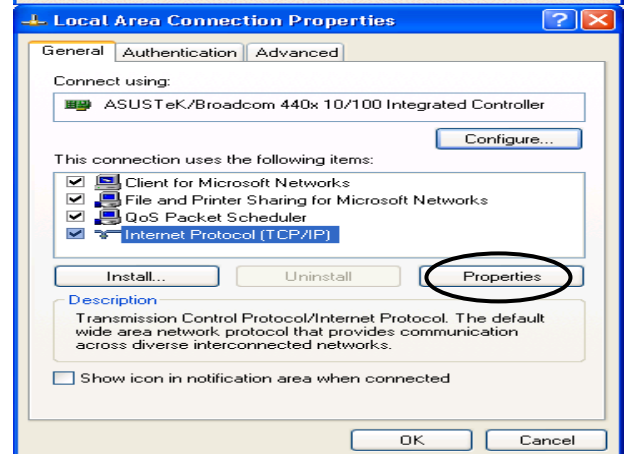 Local Area Connection Properties
General Authentication Advanced
Connect using:
ASUSTeK/Broadcom 440x 10/100 Integrated Controller
Configure...
This connection uses the following items:
Client for Microsoft Networks
File and Printer Sharing for Microsoft Networks
QoS Packet Scheduler
Internet Protocol (TCP/IP)
Install... Uninstall Properties
Description
Transmission Control Protocol/Internet Protocol. The default
wide area network protocol that provides communication
across diverse interconnected networks.
Show icon in notification area when connected
OK Cancel